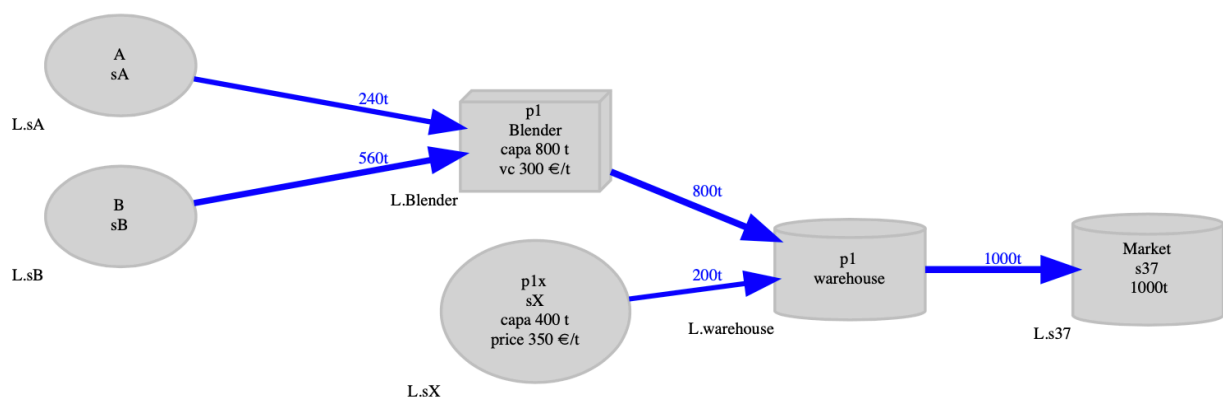 A
sA
L.sA
240t
B
sB
L.sB
560t
p1
Blender
capa 800 t
vc 300 €/t
L.Blender
800t
p1x
sX
capa 400 t
price 350 €/t
L.sX
200t
p1
warehouse
L.warehouse
1000t
Market
s37
1000t
L.s37